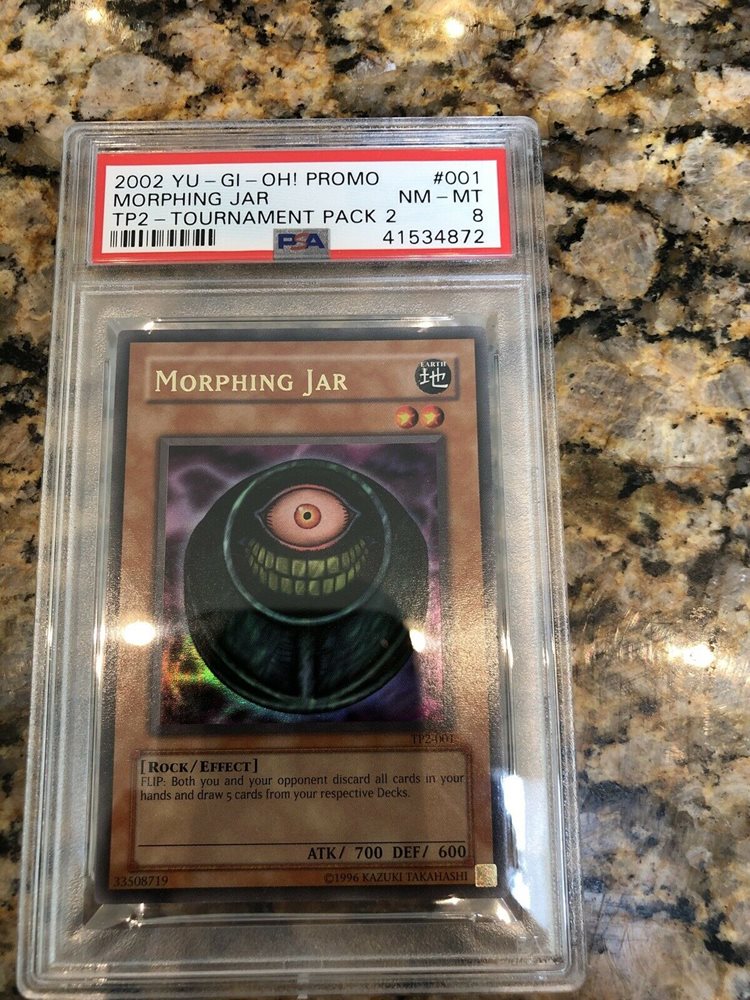 2002 YU-GI-OH! PROMO #001
MORPHING JAR NM-MT
TP2-TOURNAMENT PACK 2 8
PSA 41534872
MORPHING JAR
EARTH
地
TP2-001
[ROCK/EFFECT]
FLIP: Both you and your opponent discard all cards in your
hands and draw 5 cards from your respective Decks.
ATK/ 700 DEF/ 600
33508719 ©1996 KAZUKI TAKAHASHI